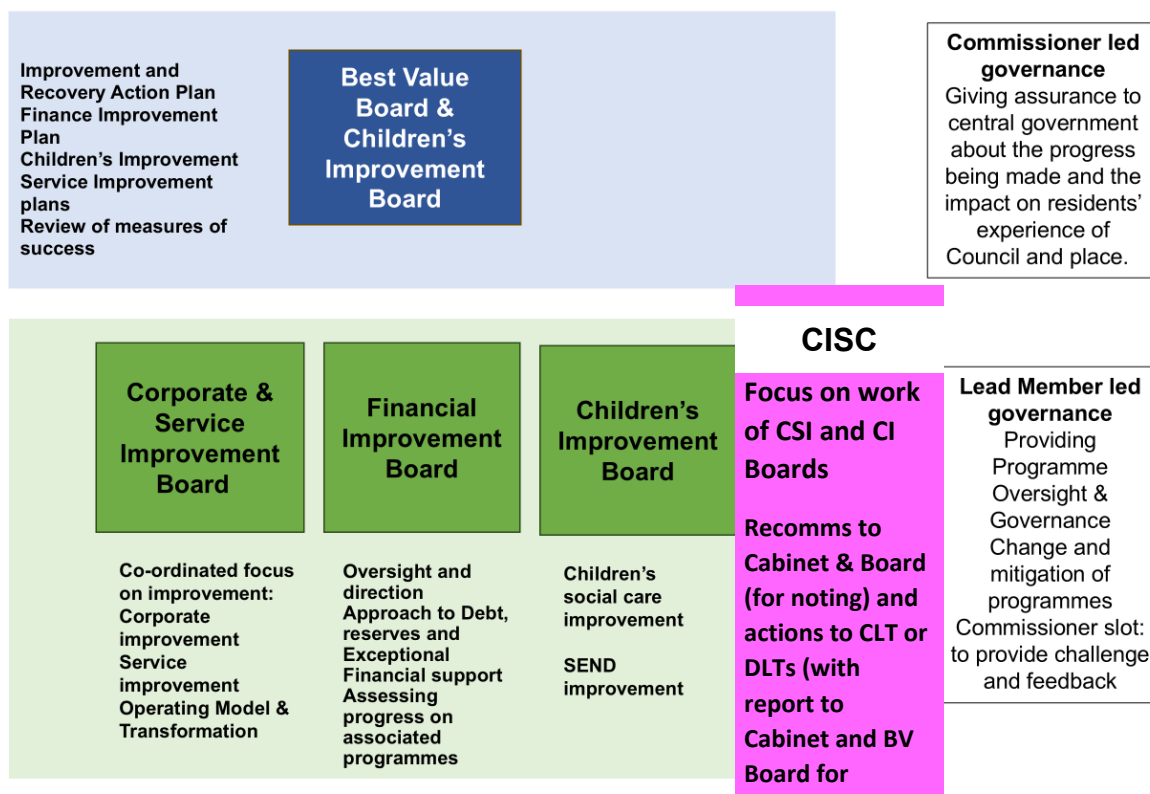 Improvement and
Recovery Action Plan
Finance Improvement
Plan
Children’s Improvement
Service Improvement
plans
Review of measures of
success
Best Value
Board &
Children’s
Improvement
Board
Commissioner led
governance
Giving assurance to
central government
about the progress
being made and the
impact on residents’
experience of
Council and place.
Corporate &
Service
Improvement
Board
Financial
Improvement
Board
Children’s
Improvement
Board
CISC
Focus on work
of CSI and CI
Boards
Recomms to
Cabinet & Board
(for noting) and
actions to CLT or
DLTs (with
report to
Cabinet and BV
Board for
Lead Member led
governance
Providing
Programme
Oversight &
Governance
Change and
mitigation of
programmes
Commissioner slot:
to provide challenge
and feedback
Co-ordinated focus
on improvement:
Corporate
improvement
Service
improvement
Operating Model &
Transformation
Oversight and
direction
Approach to Debt,
reserves and
Exceptional
Financial support
Assessing
progress on
associated
programmes
Children’s
social care
improvement
SEND
improvement